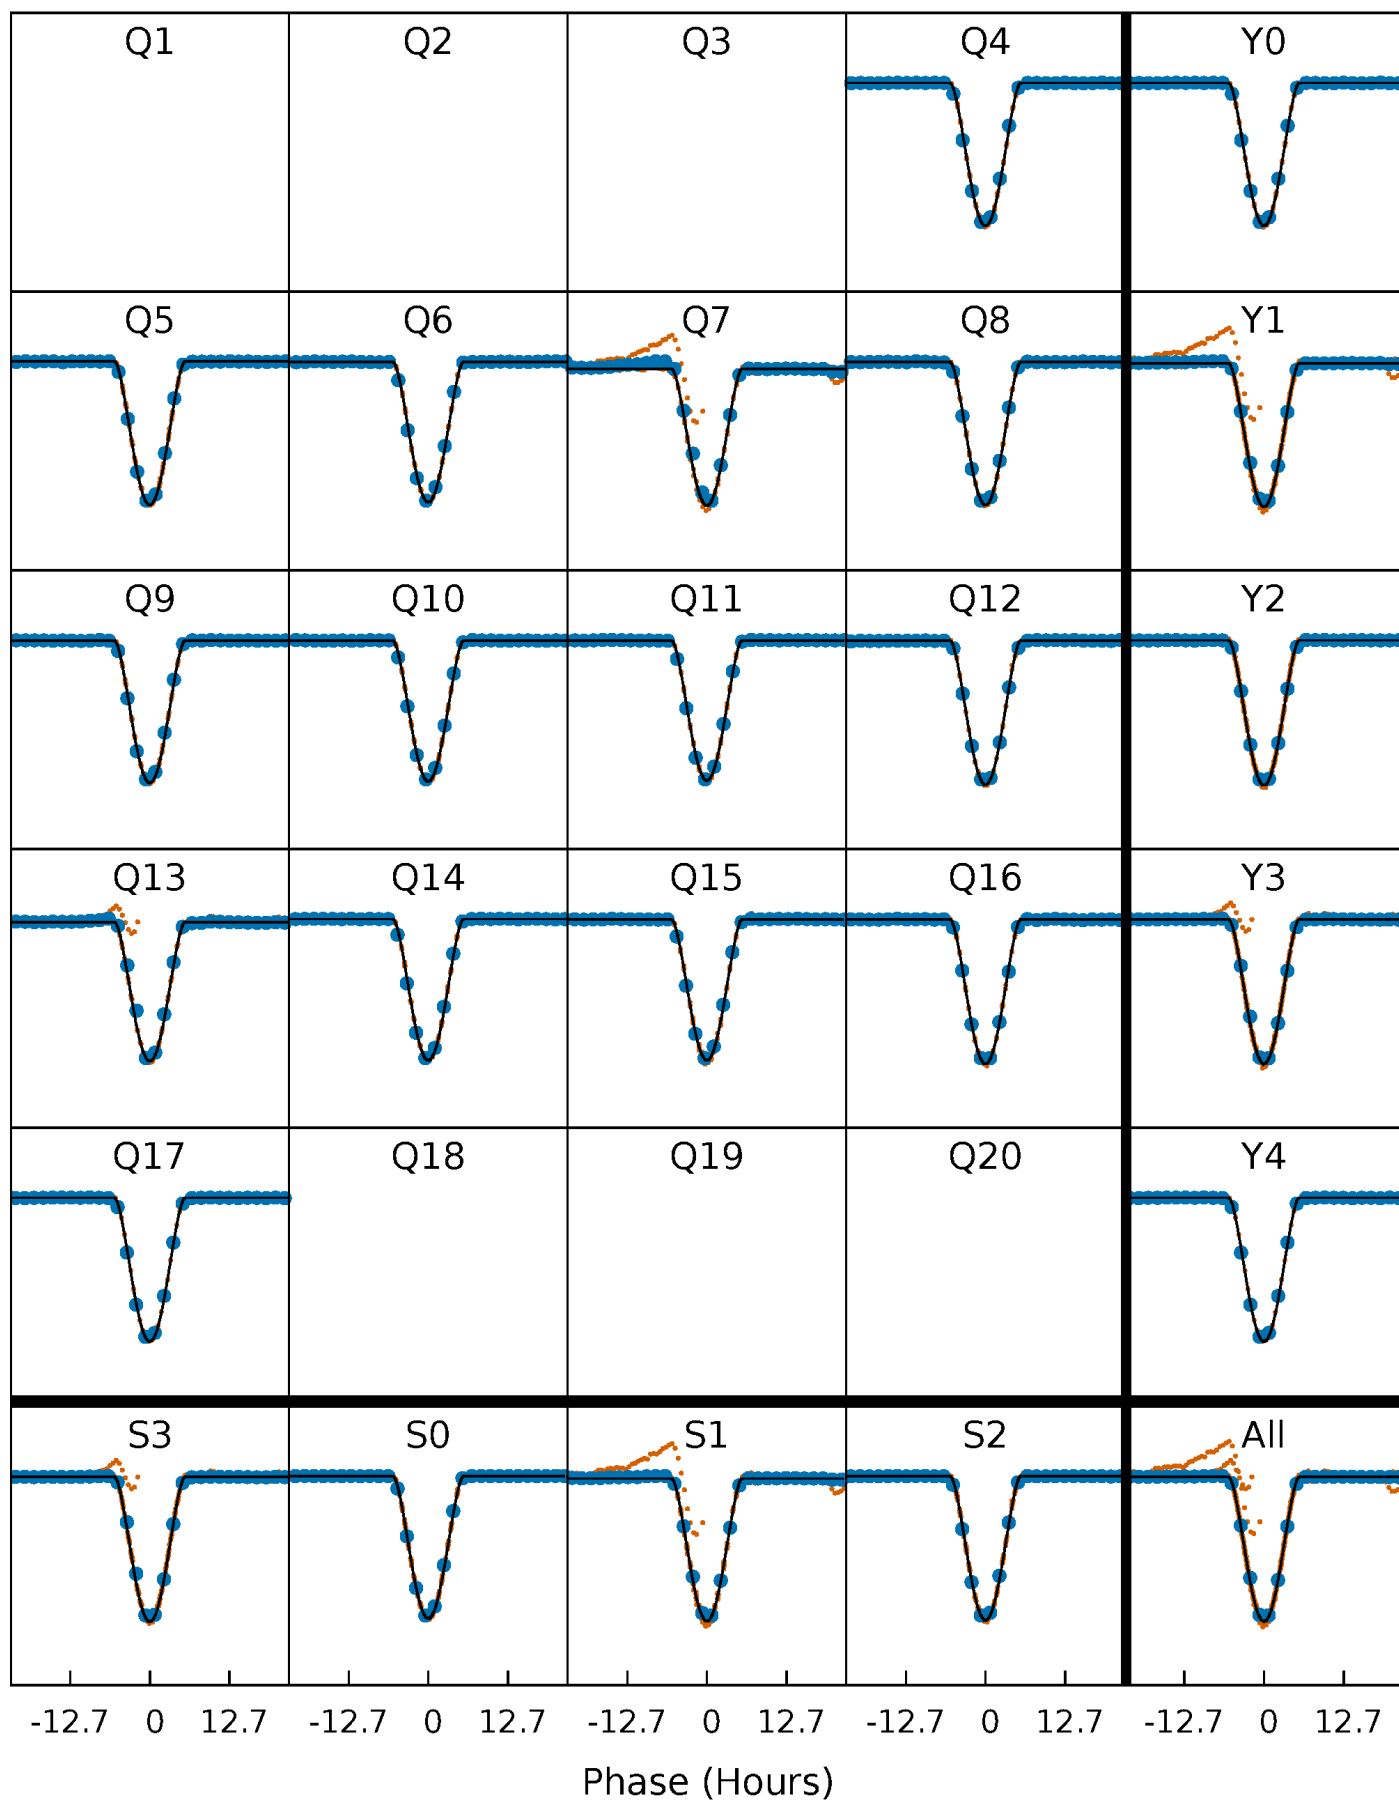 Q1 Q2 Q3 Q4 Y0
Q5 Q6 Q7 Q8 Y1
Q9 Q10 Q11 Q12 Y2
Q13 Q14 Q15 Q16 Y3
Q17 Q18 Q19 Q20 Y4
S3 S0 S1 S2 All
-12.7 0 12.7 -12.7 0 12.7 -12.7 0 12.7 -12.7 0 12.7 -12.7 0 12.7
Phase (Hours)